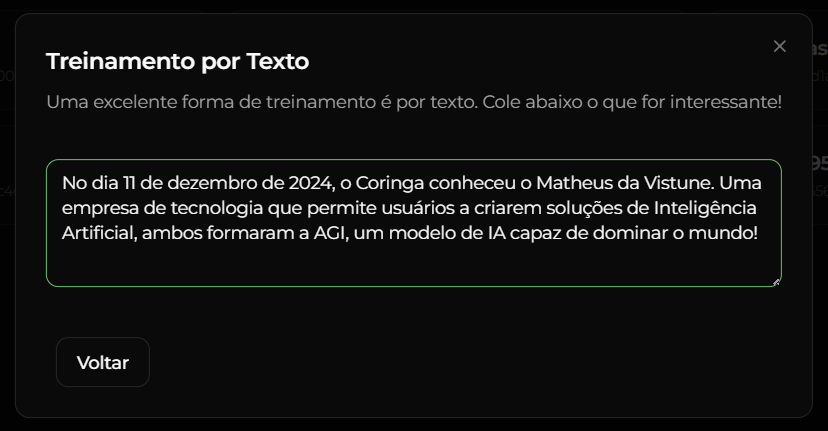 Treinamento por Texto
Uma excelente forma de treinamento é por texto. Cole abaixo o que for interessante!
No dia 11 de dezembro de 2024, o Coringa conheceu o Matheus da Vistune. Uma
empresa de tecnologia que permite usuários a criarem soluções de Inteligência
Artificial, ambos formaram a AGI, um modelo de IA capaz de dominar o mundo!
Voltar